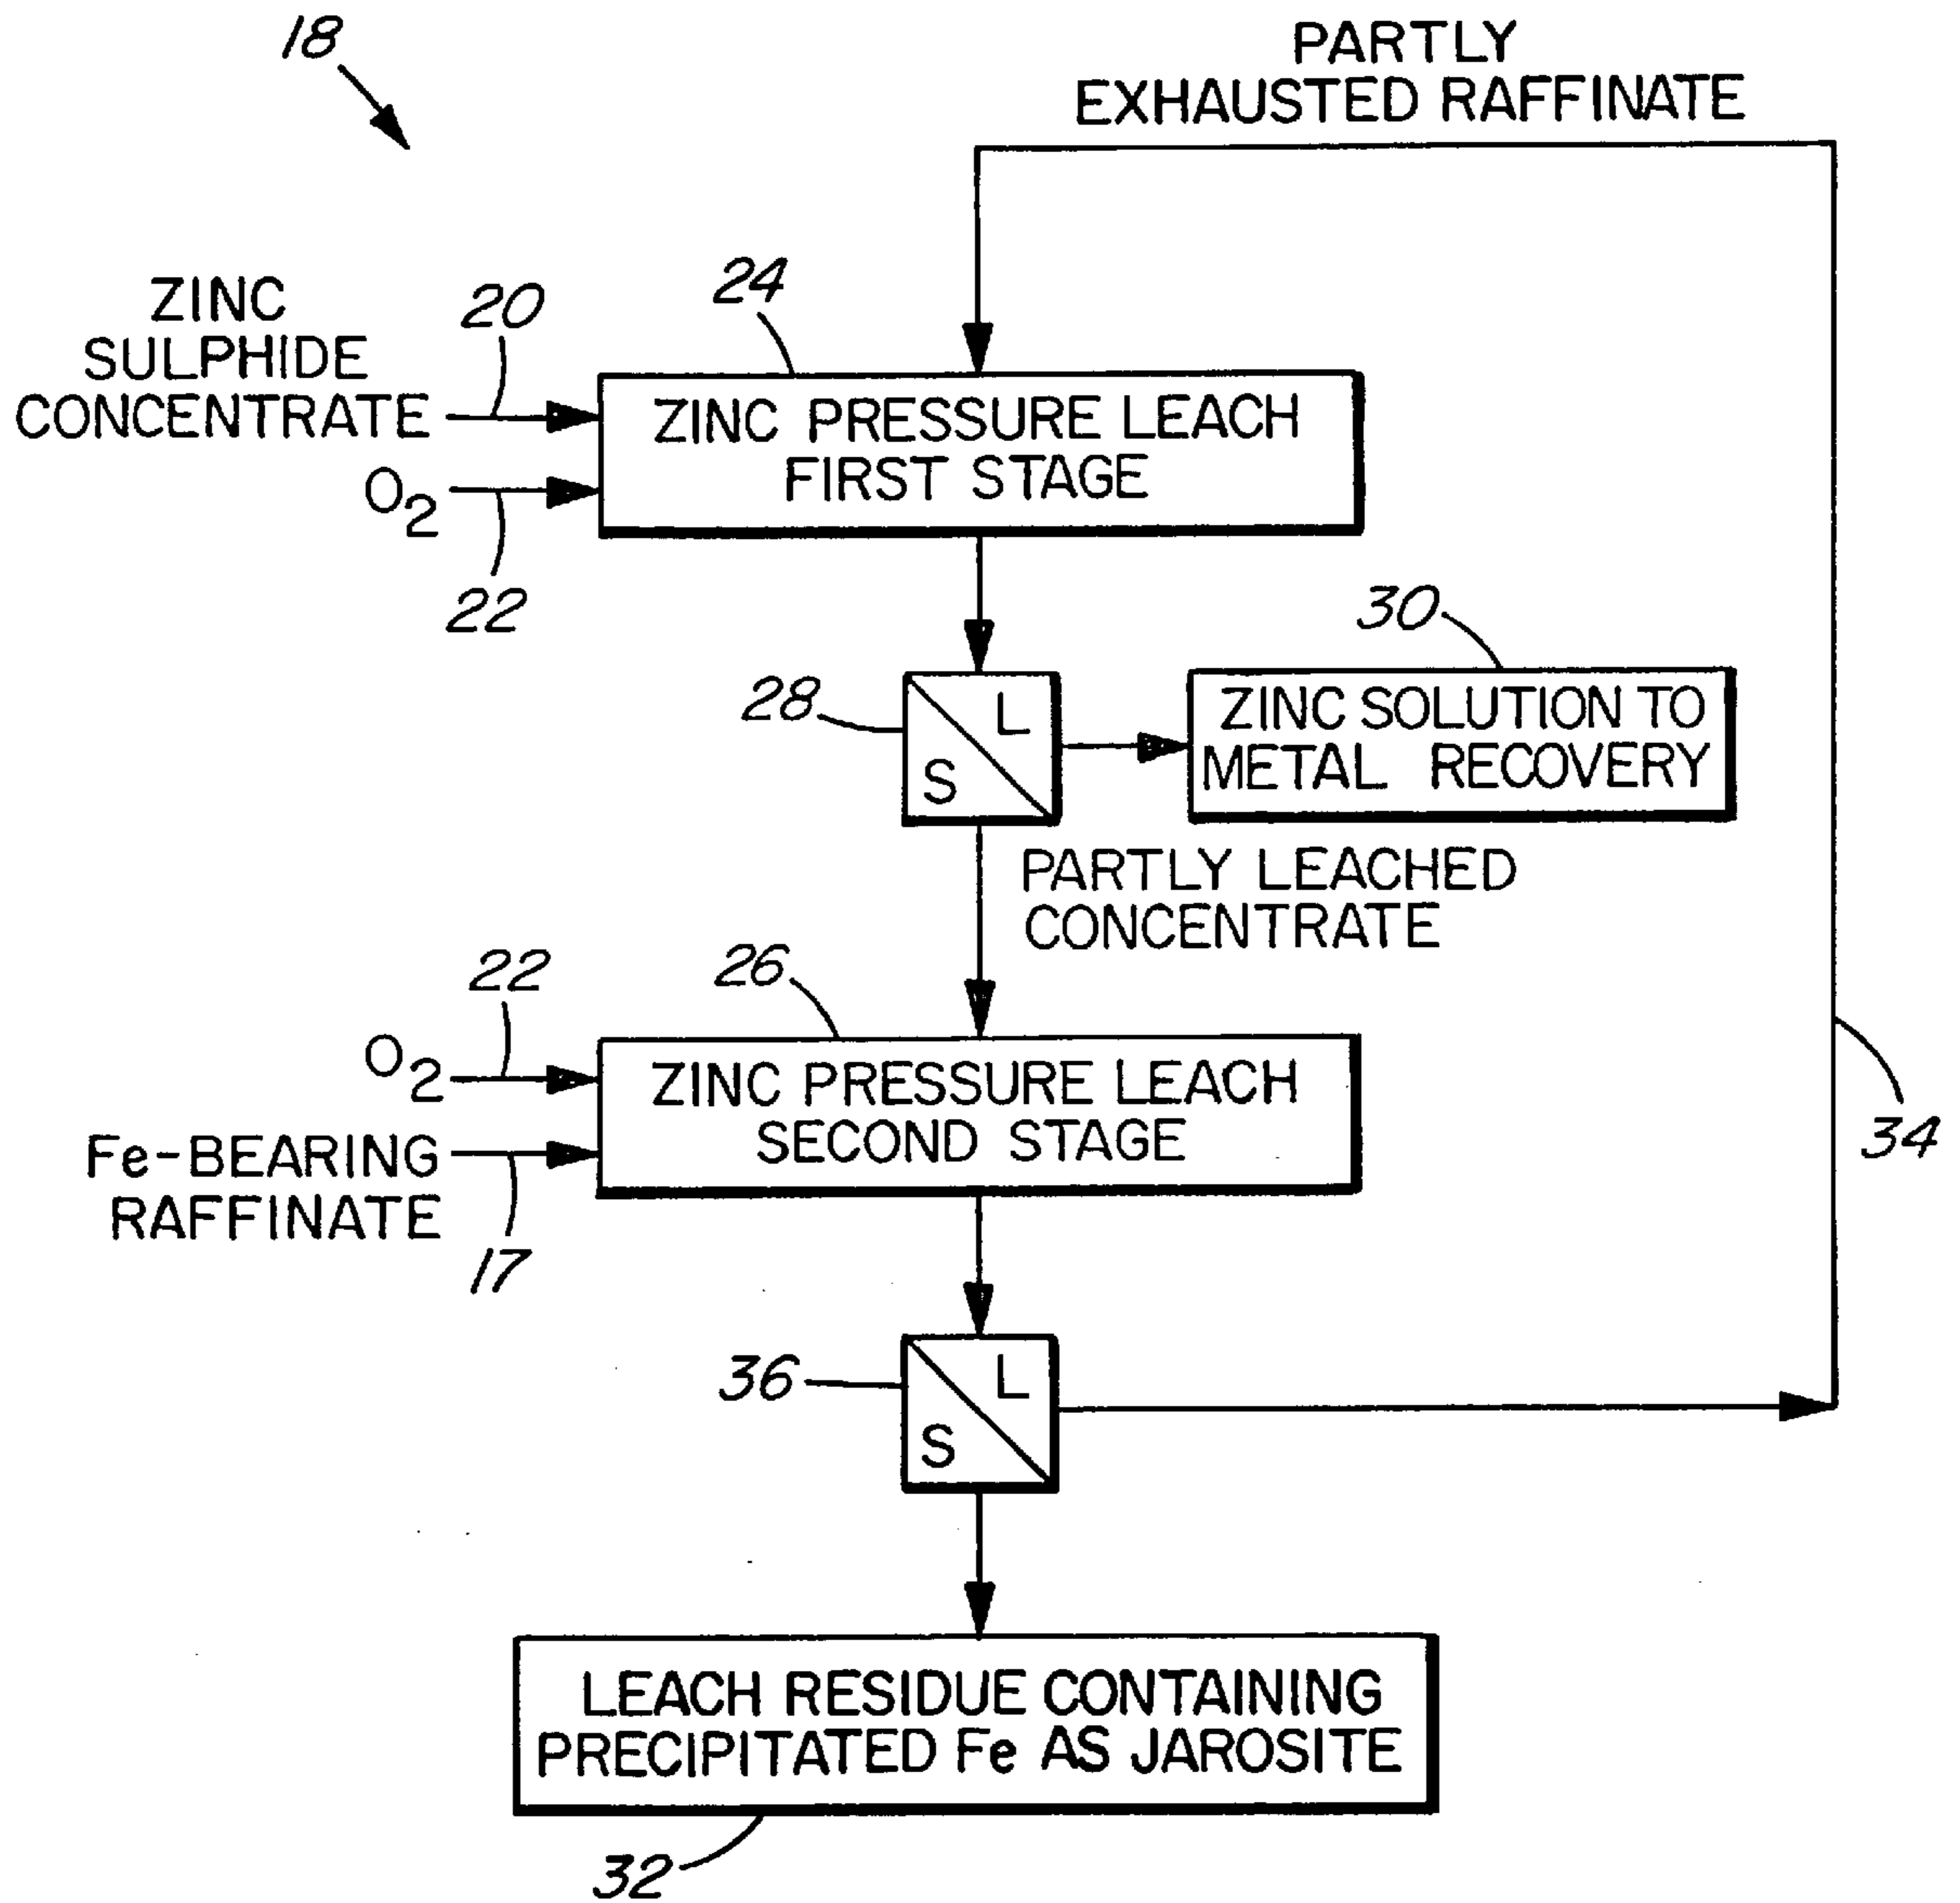 18
PARTLY
EXHAUSTED RAFFINATE
ZINC
SULPHIDE
CONCENTRATE
20
24
O2
22
ZINC PRESSURE LEACH
FIRST STAGE
30
28
L
S
ZINC SOLUTION TO
METAL RECOVERY
PARTLY LEACHED
CONCENTRATE
22
26
O2
Fe-BEARING
RAFFINATE
17
ZINC PRESSURE LEACH
SECOND STAGE
34
36
L
S
LEACH RESIDUE CONTAINING
PRECIPITATED Fe AS JAROSITE
32